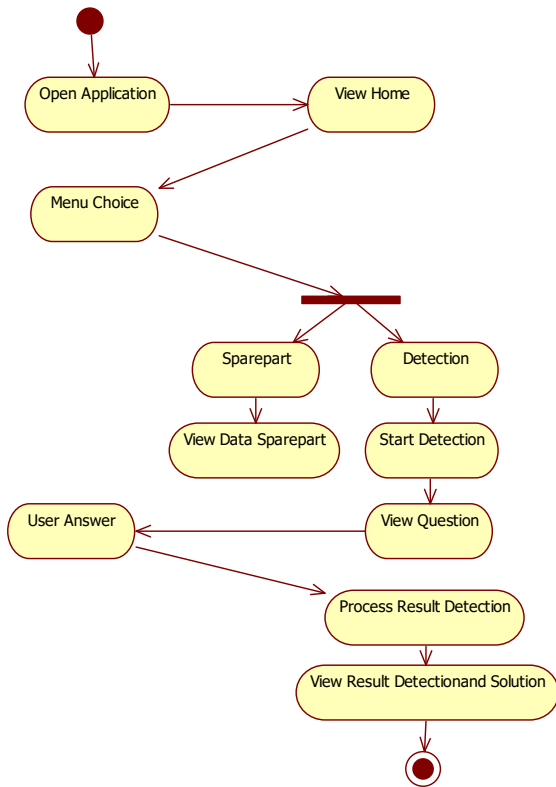 Open Application
View Home
Menu Choice
Sparepart
Detection
View Data Sparepart
Start Detection
User Answer
View Question
Process Result Detection
View Result Detectionand Solution